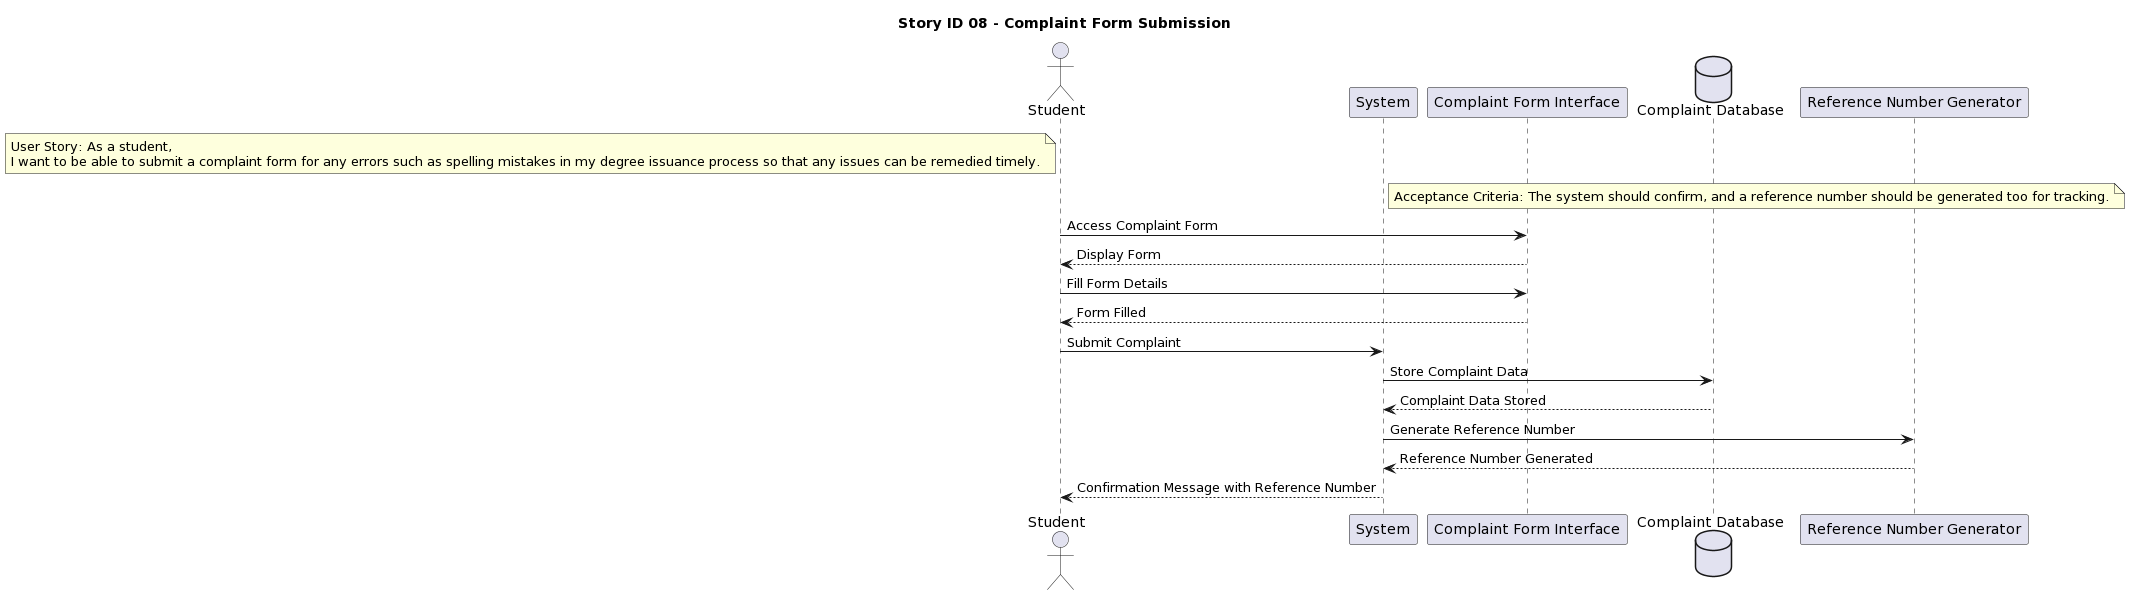 Story ID 08 - Complaint Form Submission
Student
System
Complaint Form Interface
Complaint Database
Reference Number Generator
User Story: As a student,
I want to be able to submit a complaint form for any errors such as spelling mistakes in my degree issuance process so that any issues can be remedied timely.
Acceptance Criteria: The system should confirm, and a reference number should be generated too for tracking.
Access Complaint Form
Display Form
Fill Form Details
Form Filled
Submit Complaint
Store Complaint Data
Complaint Data Stored
Generate Reference Number
Reference Number Generated
Confirmation Message with Reference Number
Student
System
Complaint Form Interface
Complaint Database
Reference Number Generator